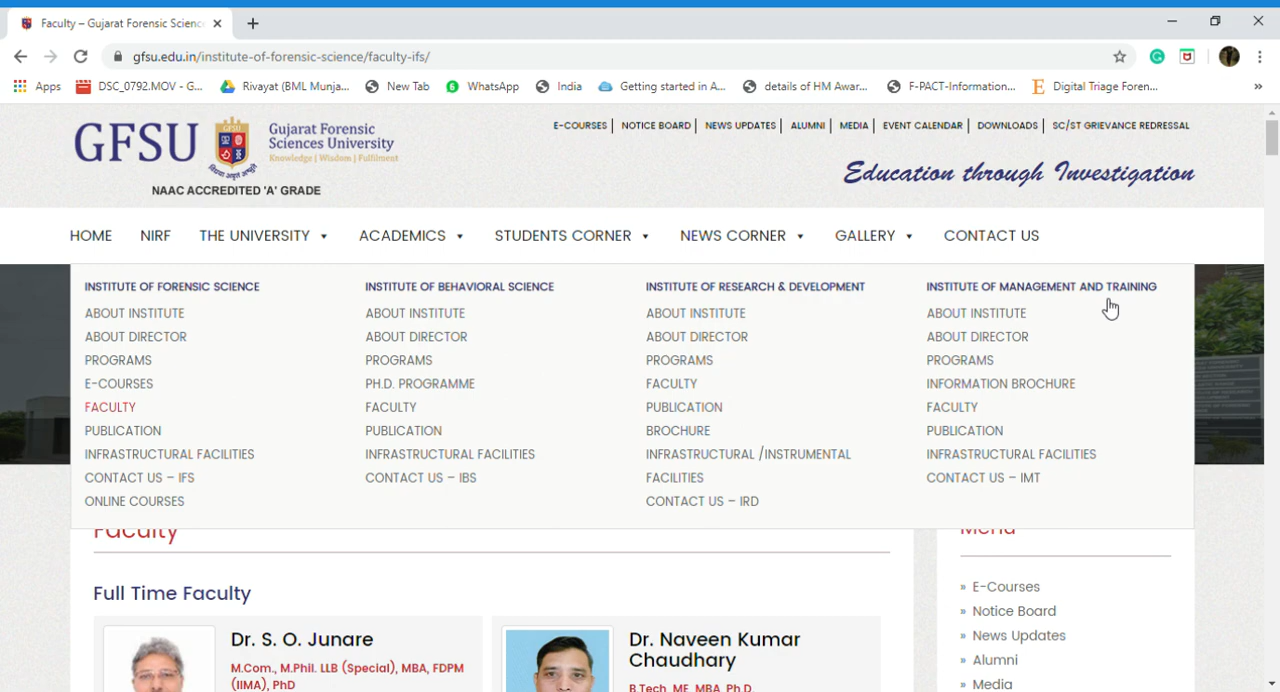 Faculty – Gujarat Forensic Scienc
gfsu.edu.in/institute-of-forensic-science/faculty-ifs/
Apps DSC_0792.MOV - G... Rivayat (BML Munja... New Tab WhatsApp India Getting started in A... details of HM Awar... F-PACT-Information... Digital Triage Foren... »
E-COURSES | NOTICE BOARD | NEWS UPDATES | ALUMNI | MEDIA | EVENT CALENDAR | DOWNLOADS | SC/ST GRIEVANCE REDRESSAL
GFSU
GFSU
Gujarat Forensic
Sciences University
Knowledge | Wisdom | Fulfilment
NAAC ACCREDITED 'A' GRADE
Education through Investigation
HOME NIRF THE UNIVERSITY ACADEMICS STUDENTS CORNER NEWS CORNER GALLERY CONTACT US
INSTITUTE OF FORENSIC SCIENCE
ABOUT INSTITUTE
ABOUT DIRECTOR
PROGRAMS
E-COURSES
FACULTY
PUBLICATION
INFRASTRUCTURAL FACILITIES
CONTACT US – IFS
ONLINE COURSES
INSTITUTE OF BEHAVIORAL SCIENCE
ABOUT INSTITUTE
ABOUT DIRECTOR
PROGRAMS
PH.D. PROGRAMME
FACULTY
PUBLICATION
INFRASTRUCTURAL FACILITIES
CONTACT US – IBS
INSTITUTE OF RESEARCH & DEVELOPMENT
ABOUT INSTITUTE
ABOUT DIRECTOR
PROGRAMS
FACULTY
PUBLICATION
BROCHURE
INFRASTRUCTURAL /INSTRUMENTAL
FACILITIES
CONTACT US – IRD
INSTITUTE OF MANAGEMENT AND TRAINING
ABOUT INSTITUTE
ABOUT DIRECTOR
PROGRAMS
INFORMATION BROCHURE
FACULTY
PUBLICATION
INFRASTRUCTURAL FACILITIES
CONTACT US – IMT
Faculty
Full Time Faculty
Dr. S. O. Junare
M.Com., M.Phil. LLB (Special), MBA, FDPM
(IIMA), PhD
Dr. Naveen Kumar
Chaudhary
B.Tech, ME, MBA, Ph.D.
Menu
» E-Courses
» Notice Board
» News Updates
» Alumni
» Media